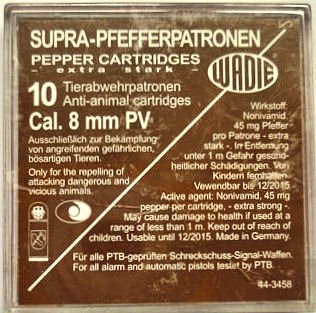 SUPRA-PFEFFERPATRONEN
PEPPER CARTRIDGES
- extra stark -
WADIE
10 Tierabwehrpatronen
Anti-animal cartridges
Cal. 8 mm PV
Ausschließlich zur Bekämpfung
von angreifenden gefährlichen,
bösartigen Tieren.
Only for the repelling of
attacking dangerous and
vicious animals.
Wirkstoff:
Nonivamid,
45 mg Pfeffer
pro Patrone - extra
stark -. Irr Entfernung
unter 1 m Gefahr gesund-
heitlicher Schädigungen. Von
Kindern fernhalten.
Vewendbar bis 12/2015
Active agent: Nonivamid, 45 mg
pepper per cartridge, - extra strong -.
May cause damage to health if used at a
range of less than 1 m. Keep out of reach of
children. Usable until 12/2015. Made in Germany.
Für alle PTB-geprüften Schreckschuss-Signal-Waffen.
For all alarm and automatic pistols tested by PTB.
44-3458